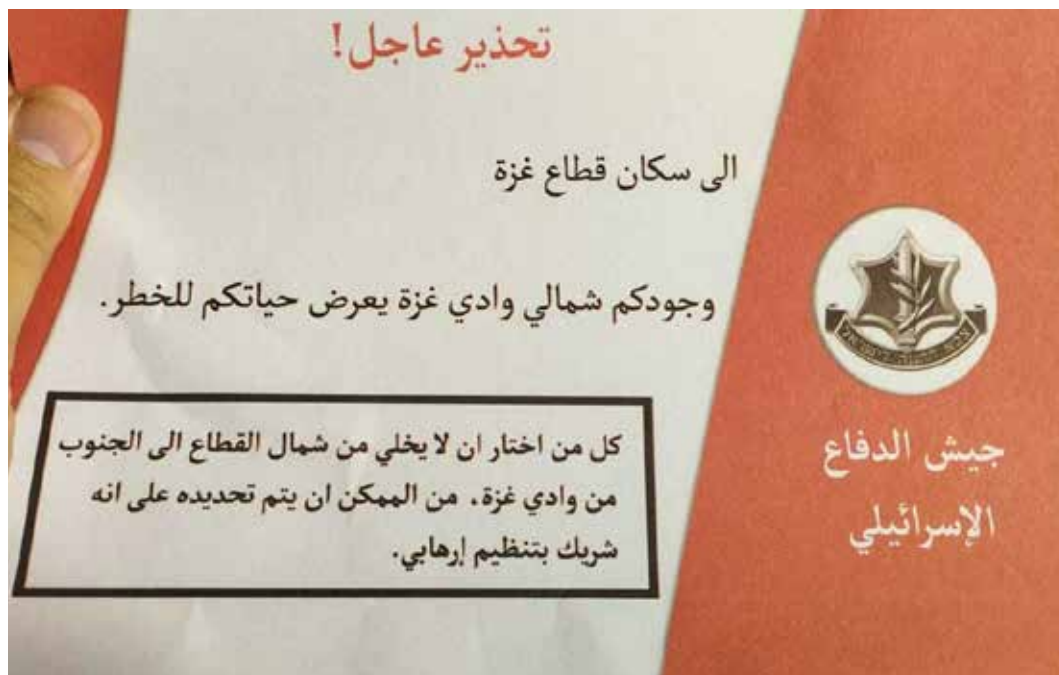 تحذير عاجل!
الى سكان قطاع غزة
وجودكم شمالي وادي غزة يعرض حياتكم للخطر.
كل من اختار ان لا يخلي من شمال القطاع الى الجنوب
من وادي غزة. من الممكن ان يتم تحديده على انه
شريك بتنظيم إرهابي.
جيش الدفاع
الإسرائيلي